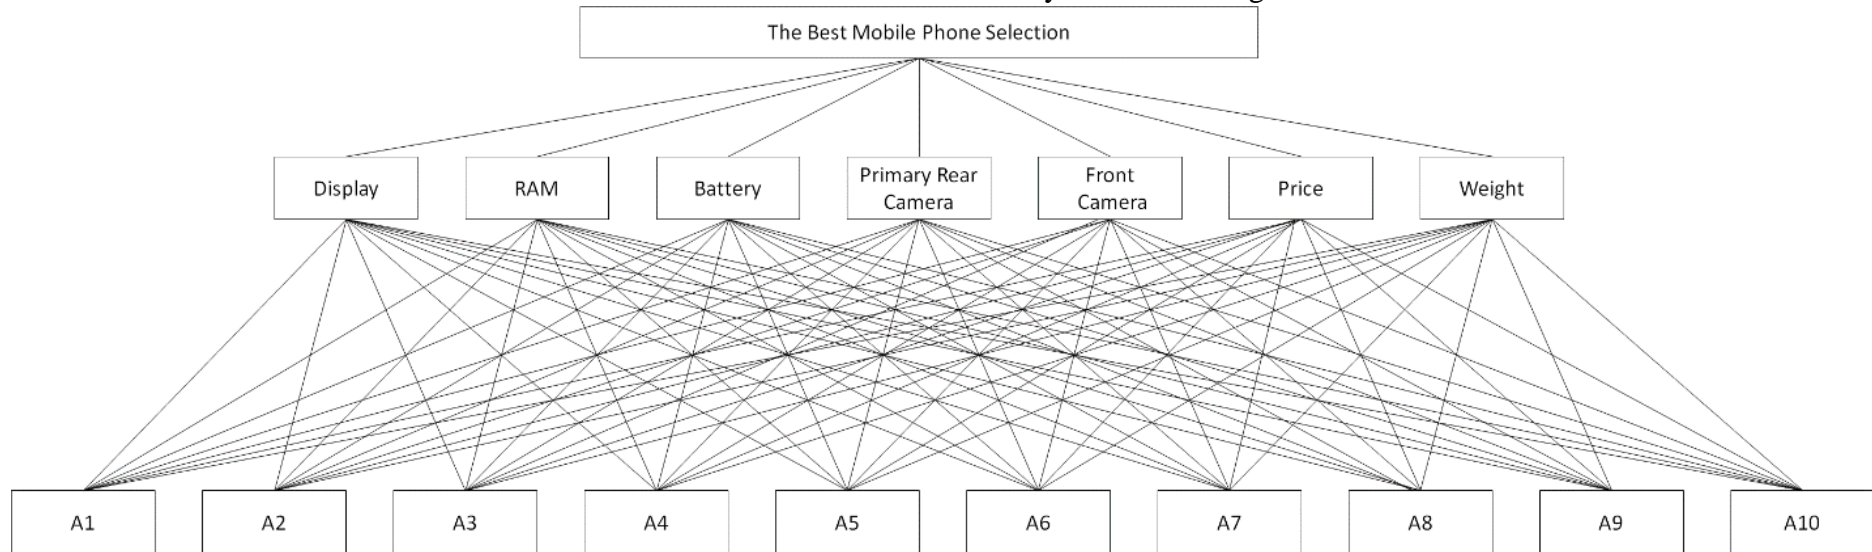 The Best Mobile Phone Selection
Display
RAM
Battery
Primary Rear
Camera
Front
Camera
Price
Weight
A1
A2
A3
A4
A5
A6
A7
A8
A9
A10